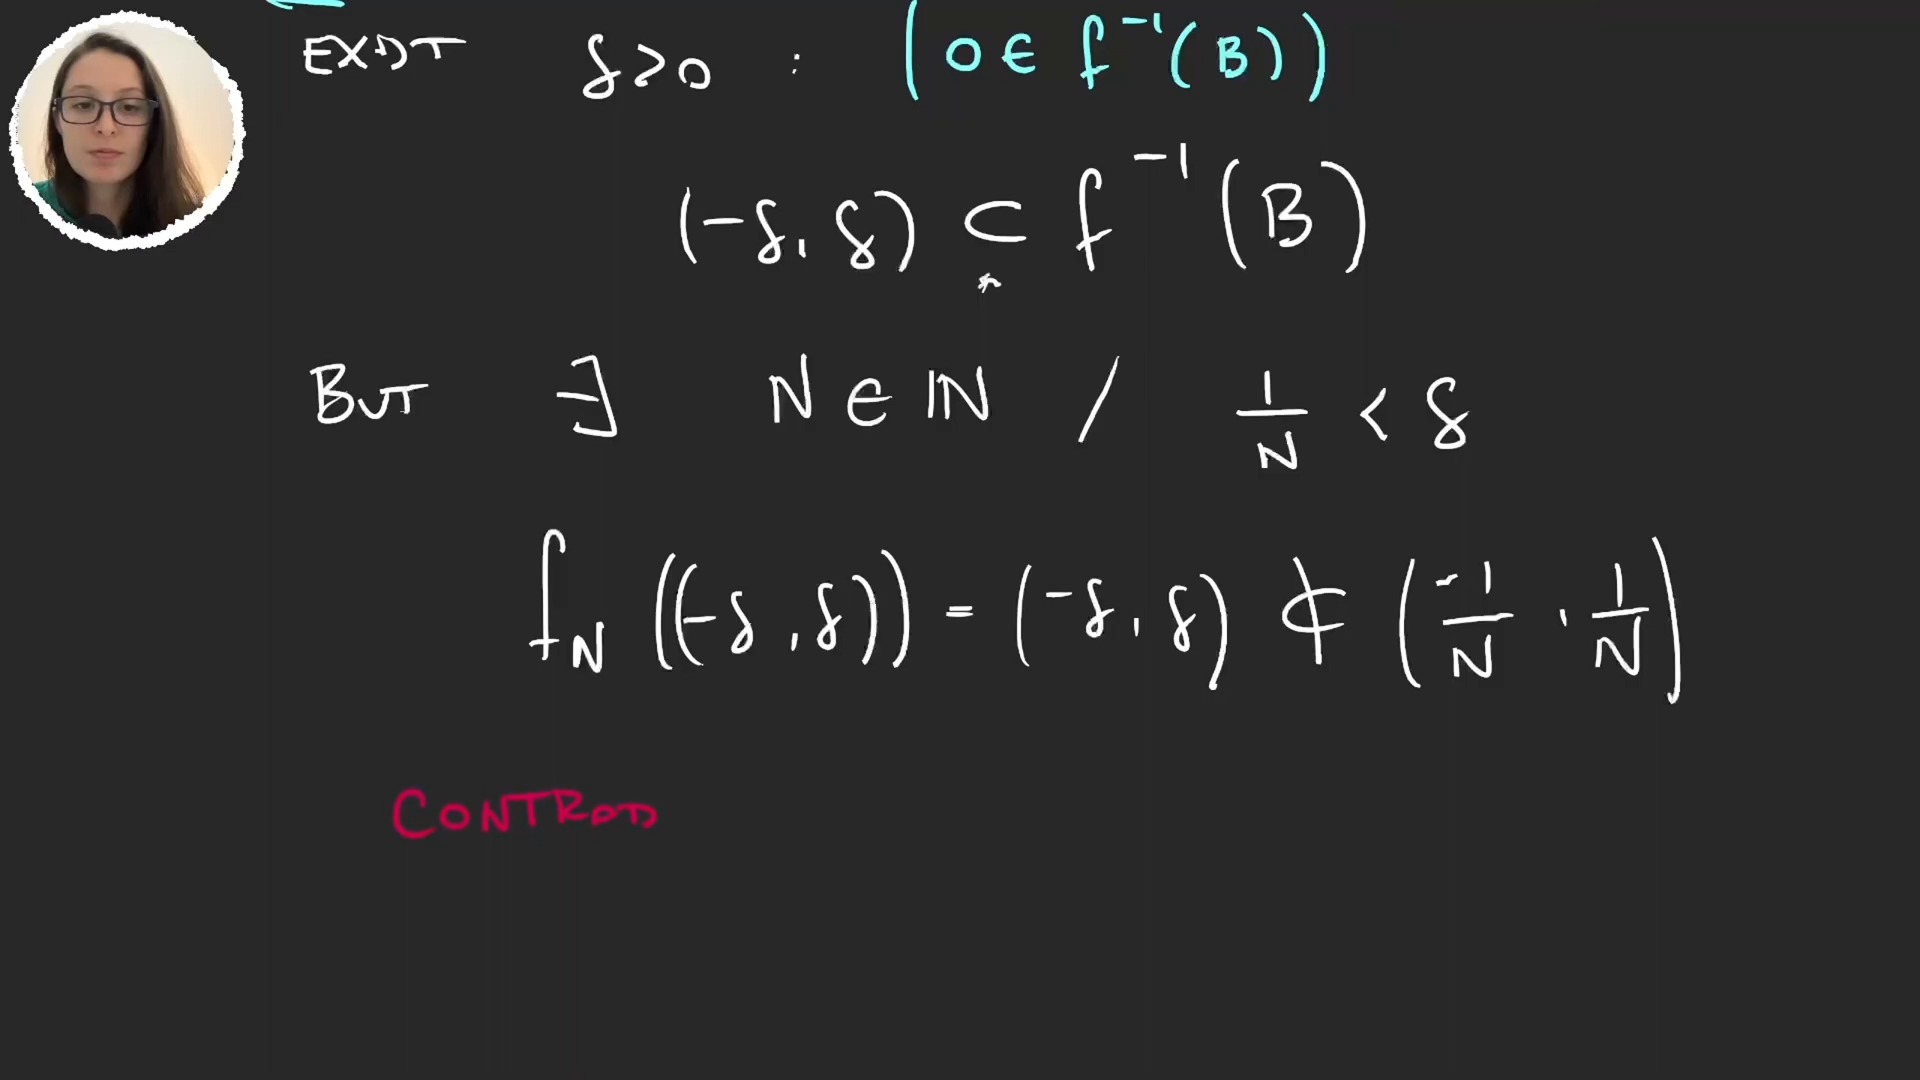 EXIST δ>0 : (0 ∈ f⁻¹(B))
(-δ, δ) ⊂ f⁻¹(B)
*
BUT ∃ N ∈ ℕ / 1/N < δ
f_N ((-δ, δ)) = (-δ, δ) ⊄ (-1/N, 1/N)
CONTRAD